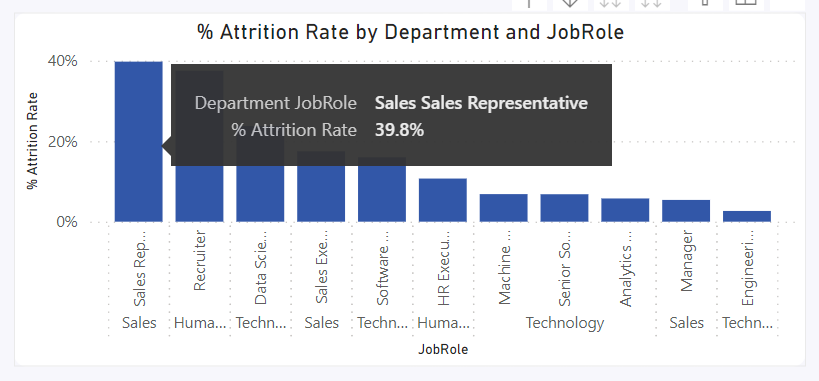 % Attrition Rate by Department and JobRole
% Attrition Rate
40%
20%
0%
Department JobRole Sales Sales Representative
% Attrition Rate 39.8%
Sales Rep...
Recruiter
Data Scie...
Sales Exe...
Software ...
HR Execu...
Machine ...
Senior So...
Analytics ...
Manager
Engineeri...
Sales Huma... Techn... Sales Techn... Huma... Technology Sales Techn...
JobRole